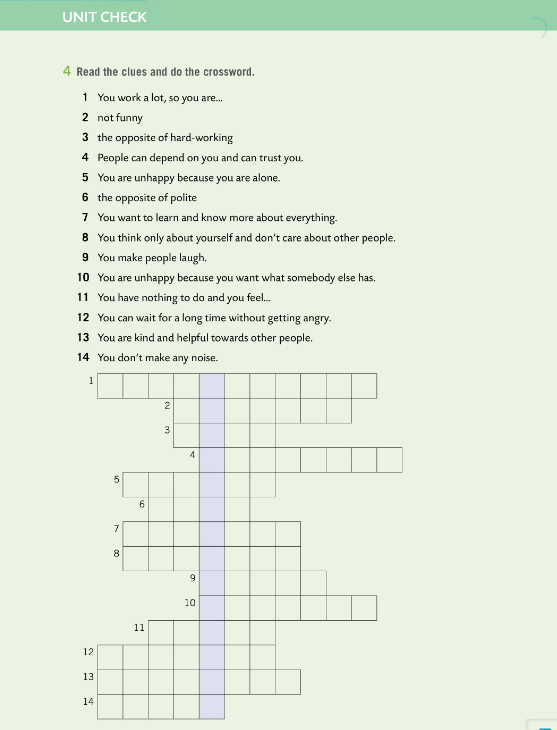 UNIT CHECK
4 Read the clues and do the crossword.
1 You work a lot, so you are...
2 not funny
3 the opposite of hard-working
4 People can depend on you and can trust you.
5 You are unhappy because you are alone.
6 the opposite of polite
7 You want to learn and know more about everything.
8 You think only about yourself and don't care about other people.
9 You make people laugh.
10 You are unhappy because you want what somebody else has.
11 You have nothing to do and you feel...
12 You can wait for a long time without getting angry.
13 You are kind and helpful towards other people.
14 You don't make any noise.
1
2
3
4
5
6
7
8
9
10
11
12
13
14